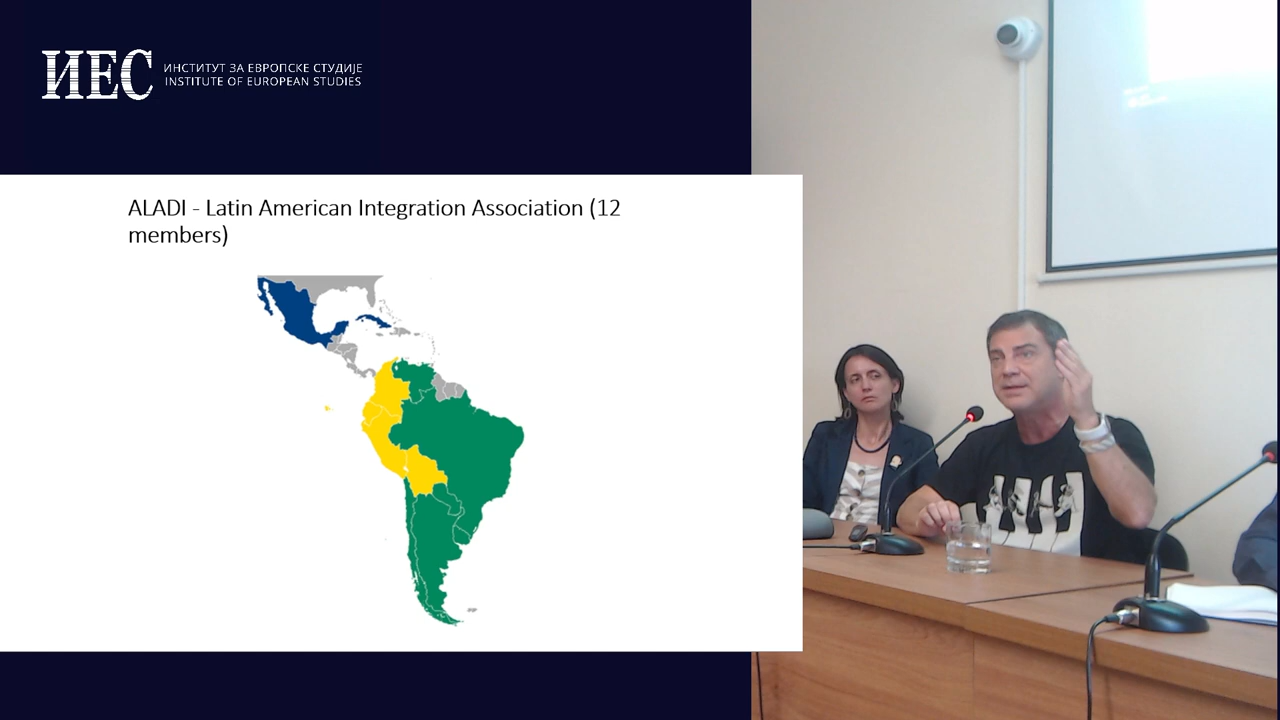 ИЕС
ИНСТИТУТ ЗА ЕВРОПСКЕ СТУДИЈЕ
INSTITUTE OF EUROPEAN STUDIES
ALADI - Latin American Integration Association (12
members)